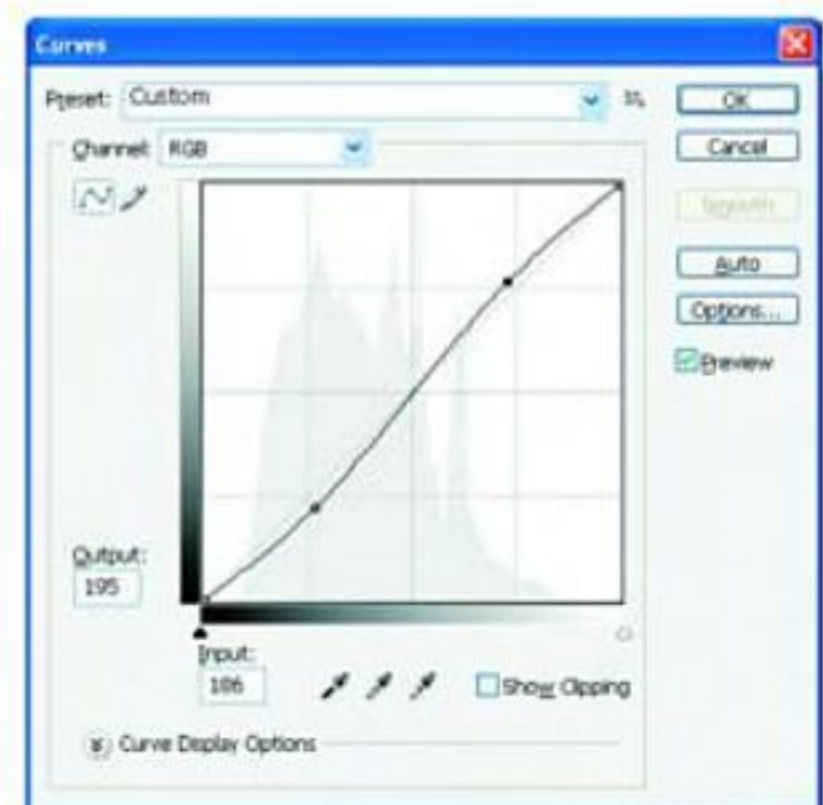 Curves
Preset: Custom
OK
Channel: RGB
Cancel
Smooth
Auto
Options...
Preview
Output:
195
Input:
186
Show Clipping
Curve Display Options